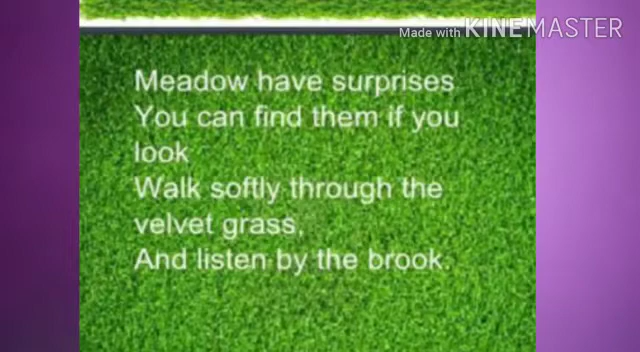 Made with KINEMASTER
Meadow have surprises
You can find them if you
look
Walk softly through the
velvet grass,
And listen by the brook.